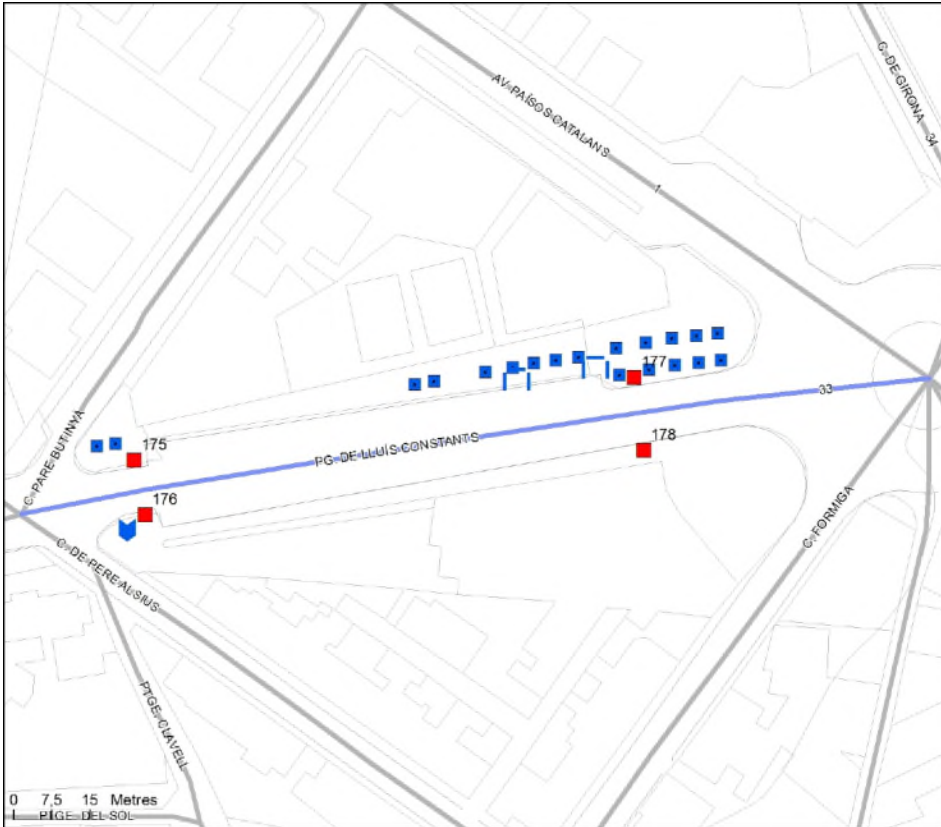 C. DE GIRONA
34
AV. PAÏSOS CATALANS
1
177
33
C. PARE BUTINYÀ
175
PG. DE LLUÍS CONSTANTS
178
176
C. FORMIGA
C. DE PERE ALSIUS
PTGE. CLAVELL
0 7,5 15 Metres
PTGE. DEL SOL